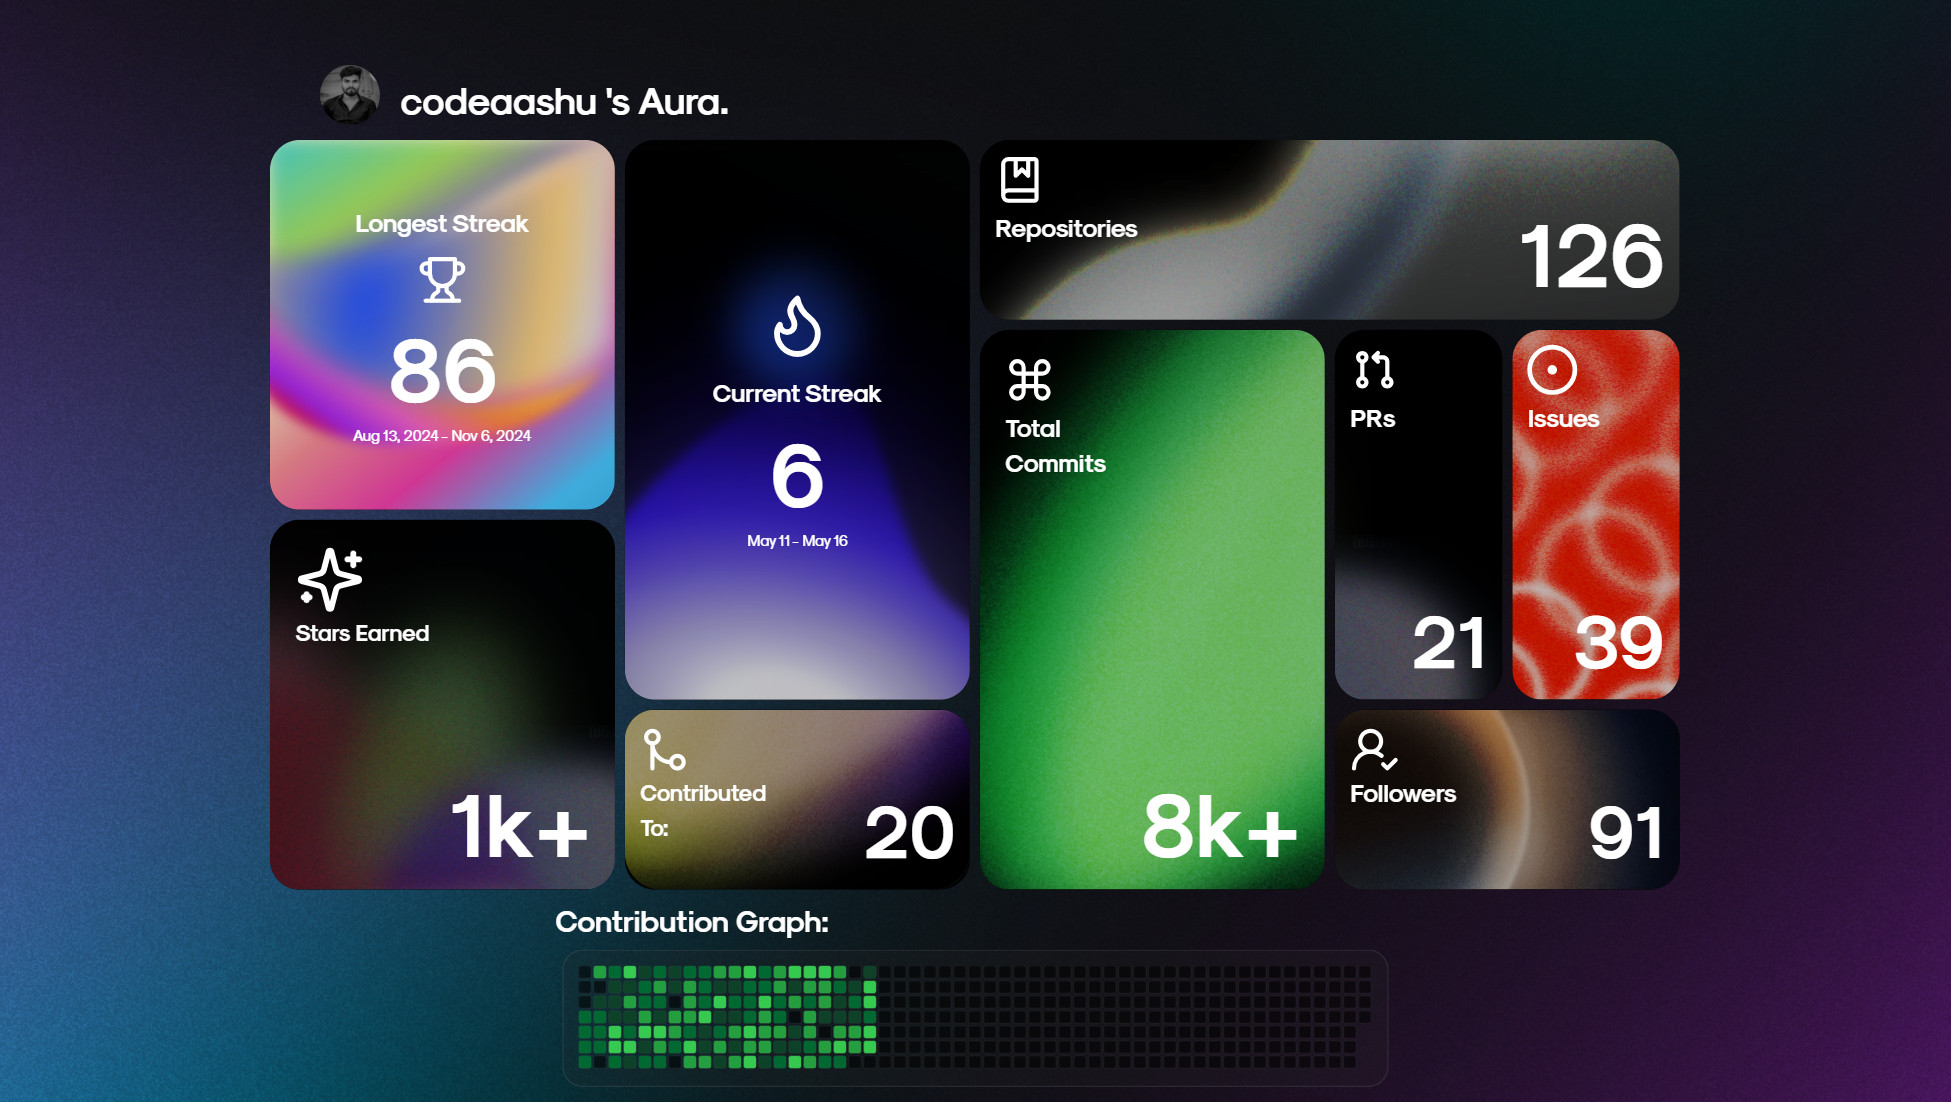 codeaashu 's Aura.
Longest Streak
86
Aug 13, 2024 - Nov 6, 2024
Current Streak
6
May 11 - May 16
Repositories
126
Total
Commits
8k+
PRs
21
Issues
39
Stars Earned
1k+
Contributed
To:
20
Followers
91
Contribution Graph: